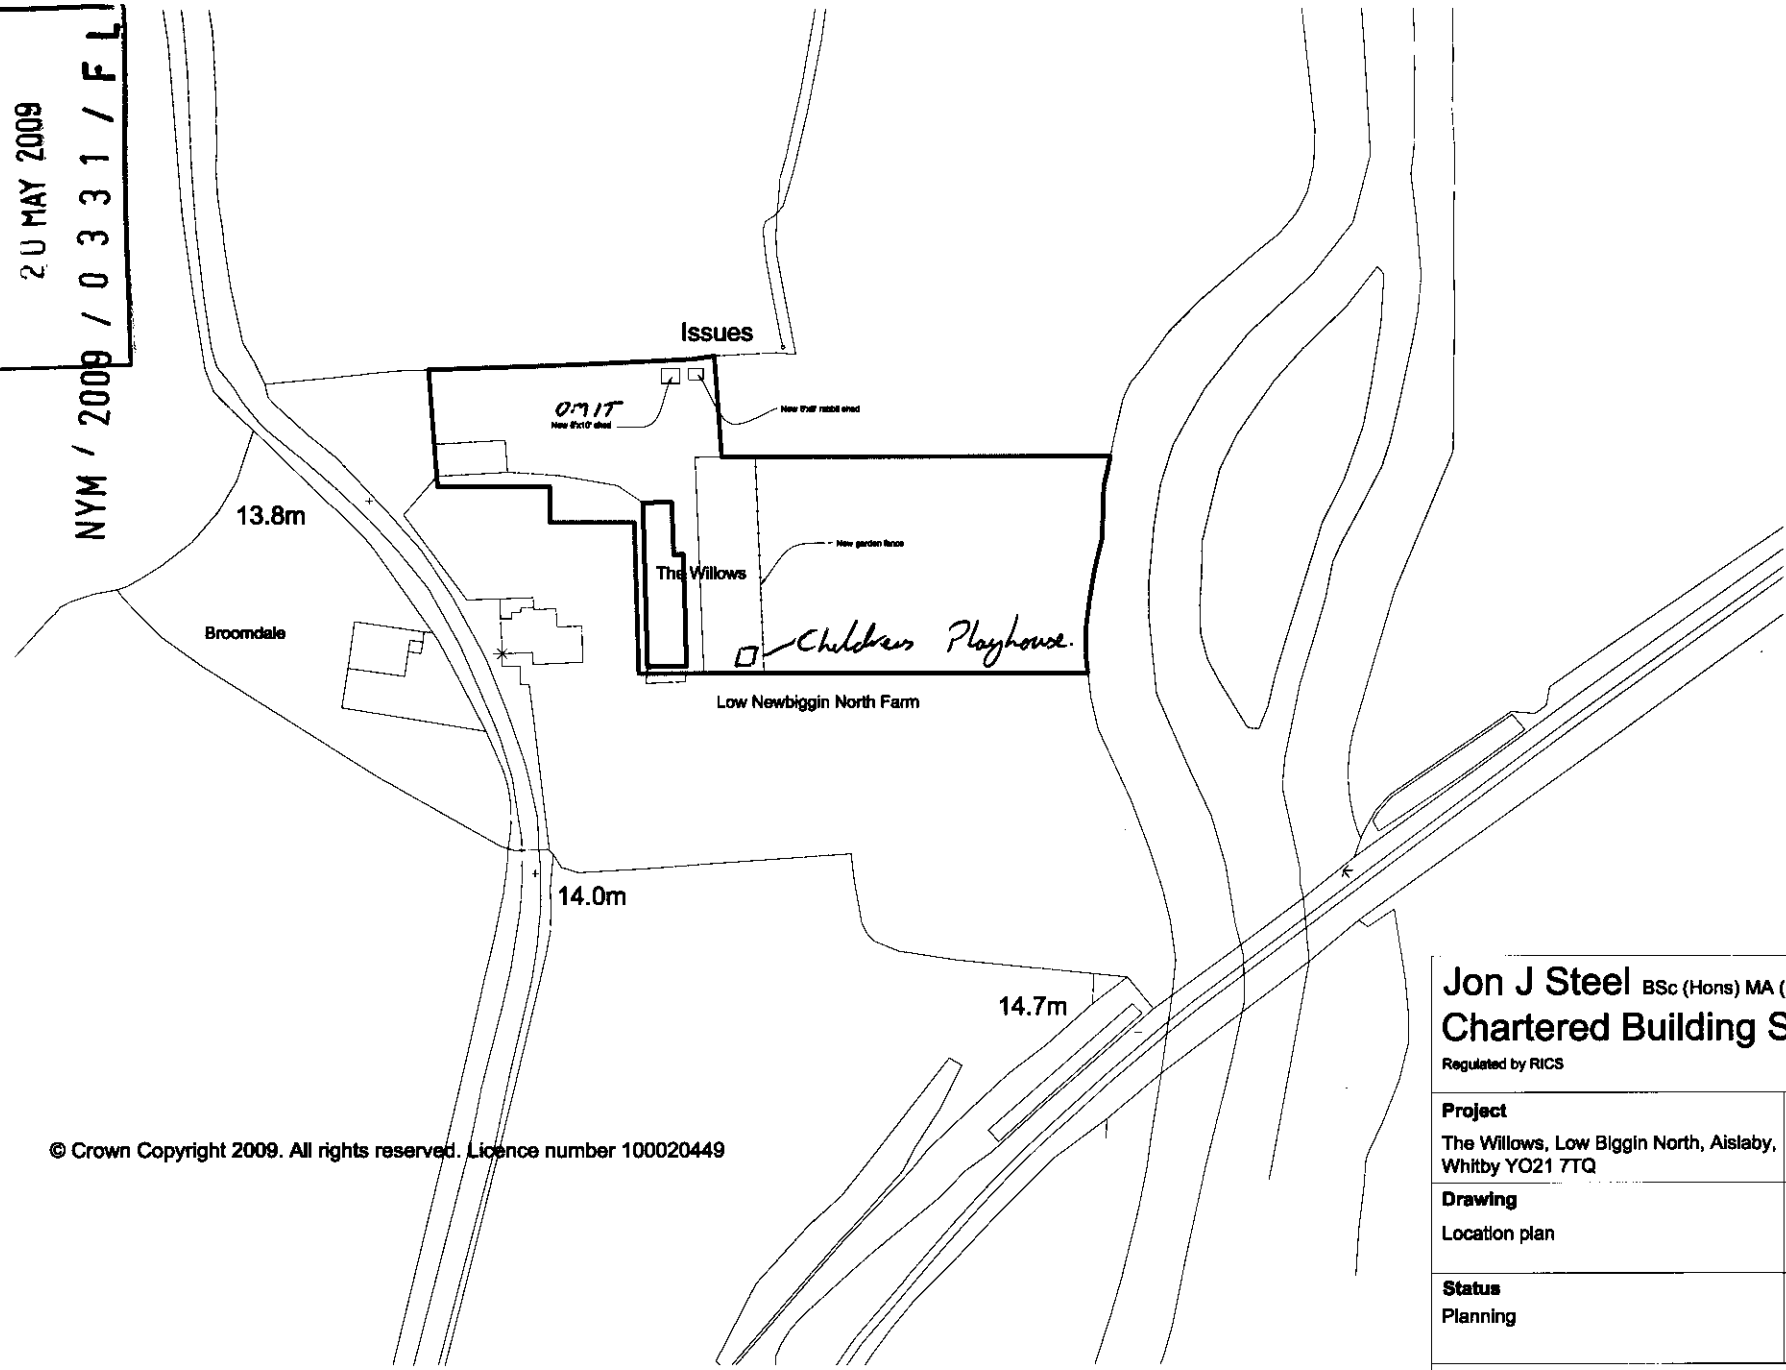 2 0 MAY 2009
NYM / 2009 / 0 3 3 1 / F L
Issues
OMIT
New 8'x10' shed
rabbit shed
13.8m
New garden fence
The Willows
Broomdale
Childrens Playhouse.
Low Newbiggin North Farm
14.0m
14.7m
© Crown Copyright 2009. All rights reserved. Licence number 100020449
Jon J Steel BSc (Hons) MA (
Chartered Building S
Regulated by RICS
Project
The Willows, Low Biggin North, Aislaby,
Whitby YO21 7TQ
Drawing
Location plan
Status
Planning